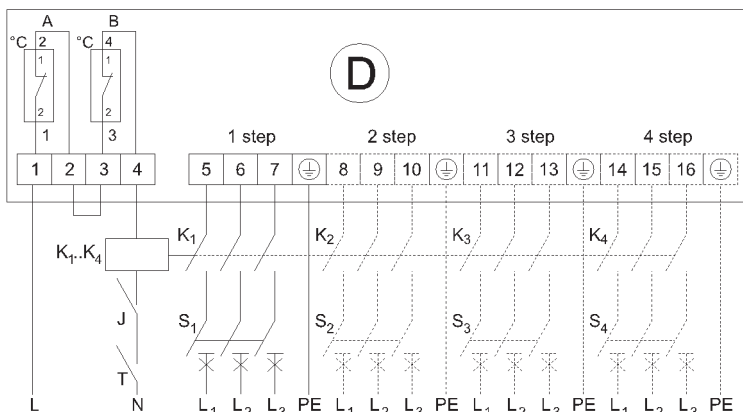 A B
°C 2 °C 4
1 1
2 2
1 3
D
1 step 2 step 3 step 4 step
1 2 3 4 5 6 7 8 9 10 11 12 13 14 15 16
K₁ K₂ K₃ K₄
K₁..K₄
J S₁ S₂ S₃ S₄
T
L N L₁ L₂ L₃ PE L₁ L₂ L₃ PE L₁ L₂ L₃ PE L₁ L₂ L₃ PE